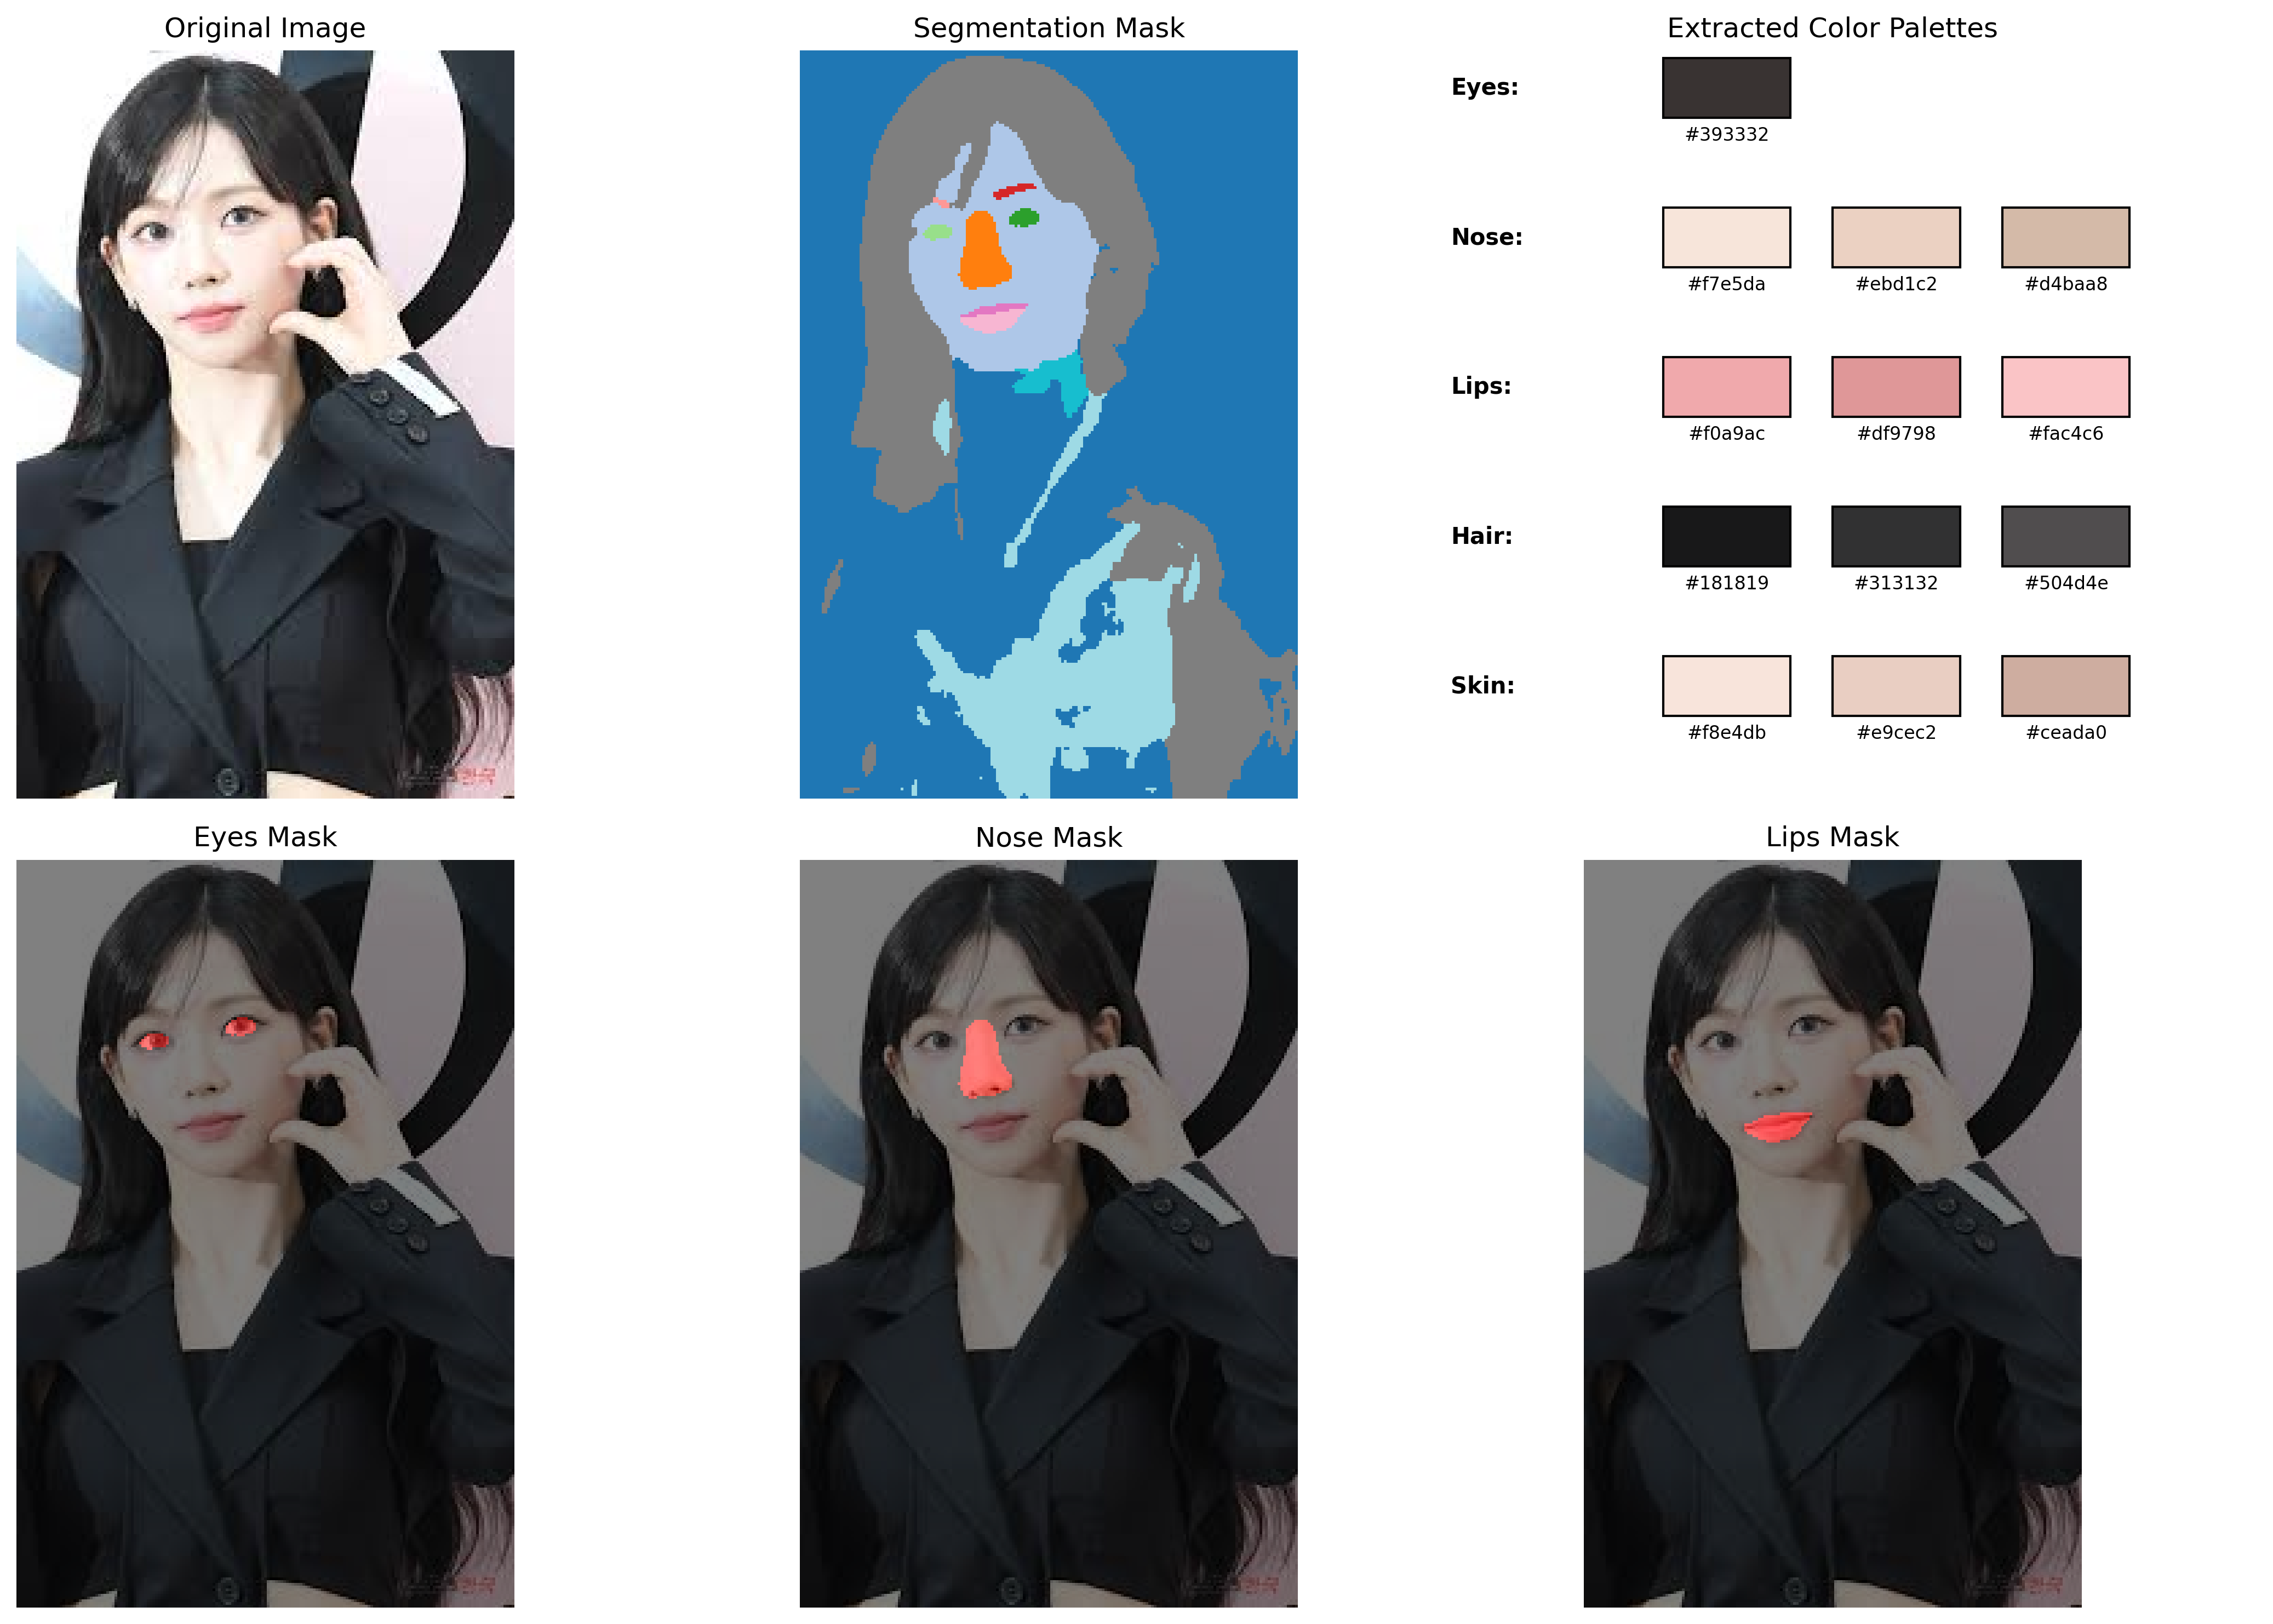 Original Image
Segmentation Mask
Extracted Color Palettes
Eyes:
#393332
Nose:
#f7e5da
#ebd1c2
#d4baa8
Lips:
#f0a9ac
#df9798
#fac4c6
Hair:
#181819
#313132
#504d4e
Skin:
#f8e4db
#e9cec2
#ceada0
Eyes Mask
Nose Mask
Lips Mask